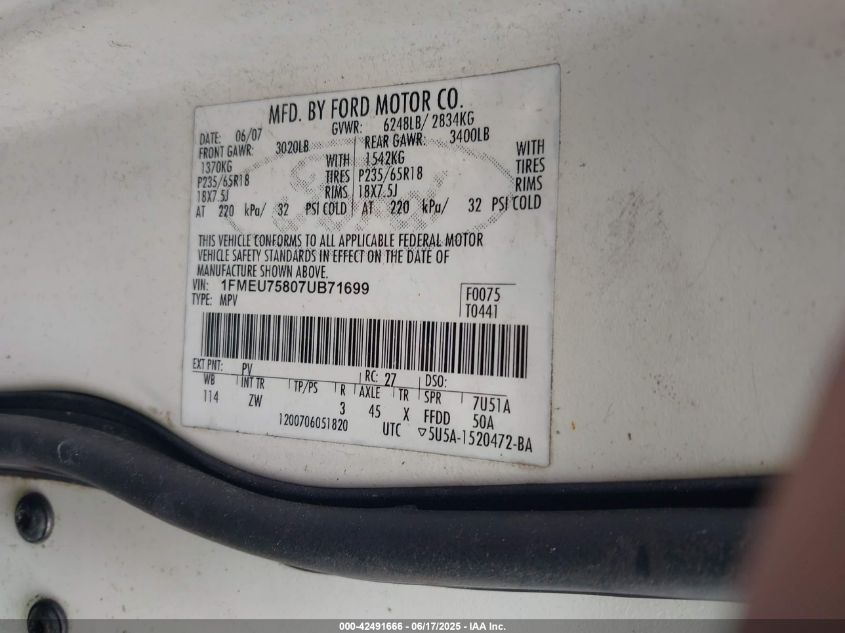 MFD. BY FORD MOTOR CO.
DATE: 06/07 GVWR: 6248LB/ 2834KG
FRONT GAWR: 3020LB REAR GAWR: 3400LB
1370KG WITH 1542KG WITH
P235/65R18 TIRES P235/65R18 TIRES
18X7.5J RIMS 18X7.5J RIMS
AT 220 kPa/ 32 PSI COLD AT 220 kPa/ 32 PSI COLD
THIS VEHICLE CONFORMS TO ALL APPLICABLE FEDERAL MOTOR
VEHICLE SAFETY STANDARDS IN EFFECT ON THE DATE OF
MANUFACTURE SHOWN ABOVE.
VIN: 1FMEU75807UB71699 F0075
TYPE: MPV T0441
EXT PNT: PV RC: 27 DSO:
WB INT TR TP/PS R AXLE TR SPR 7U51A
114 ZW 3 45 X FFDD 50A
1200706051820 UTC ▽5U5A-1520472-BA
000-42491666 - 06/17/2025 - IAA Inc.